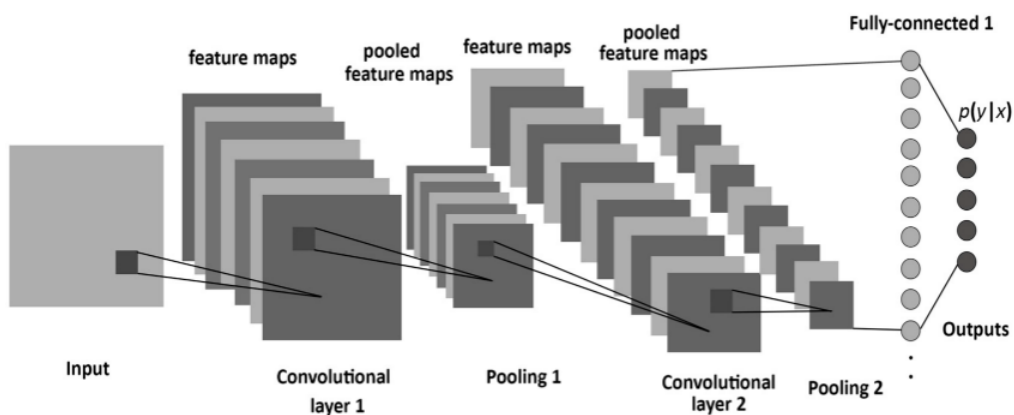 Fully-connected 1
feature maps
pooled
feature maps
feature maps
pooled
feature maps
p(y|x)
Input
Convolutional
layer 1
Pooling 1
Convolutional
layer 2
Pooling 2
Outputs